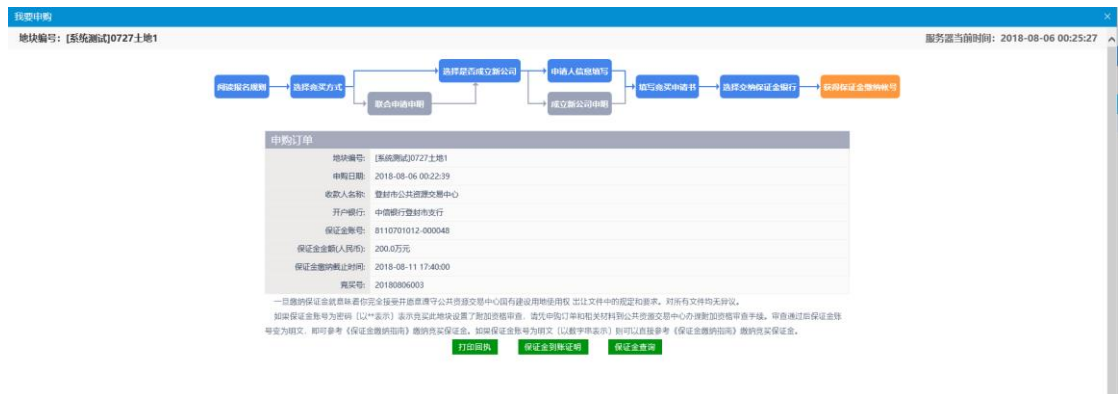 我要申购
地块编号：[系统测试]0727土地1
服务器当前时间：2018-08-06 00:25:27
阅读报名规则
选择竞买方式
联合申请申明
选择是否成立新公司
申请人信息填写
成立新公司申明
填写竞买申请书
选择交纳保证金银行
获得保证金缴纳帐号
申购订单
地块编号: [系统测试]0727土地1
申购日期: 2018-08-06 00:22:39
收款人名称: 登封市公共资源交易中心
开户银行: 中信银行登封市支行
保证金账号: 8110701012-000048
保证金金额(人民币): 200.0万元
保证金缴纳截止时间: 2018-08-11 17:40:00
竞买号: 20180806003
一旦缴纳保证金就意味着你完全接受并愿意遵守公共资源交易中心国有建设用地使用权 出让文件中的规定和要求。对所有文件均无异议。
如果保证金账号为密码（以**表示）表示竞买此地块设置了附加资格审查，请凭申购订单和相关材料到公共资源交易中心办理附加资格审查手续。审查通过后保证金账
号变为明文，即可参考《保证金缴纳指南》缴纳竞买保证金。如果保证金账号为明文（以数字串表示）则可以直接参考《保证金缴纳指南》缴纳竞买保证金。
打印回执
保证金到账证明
保证金查询